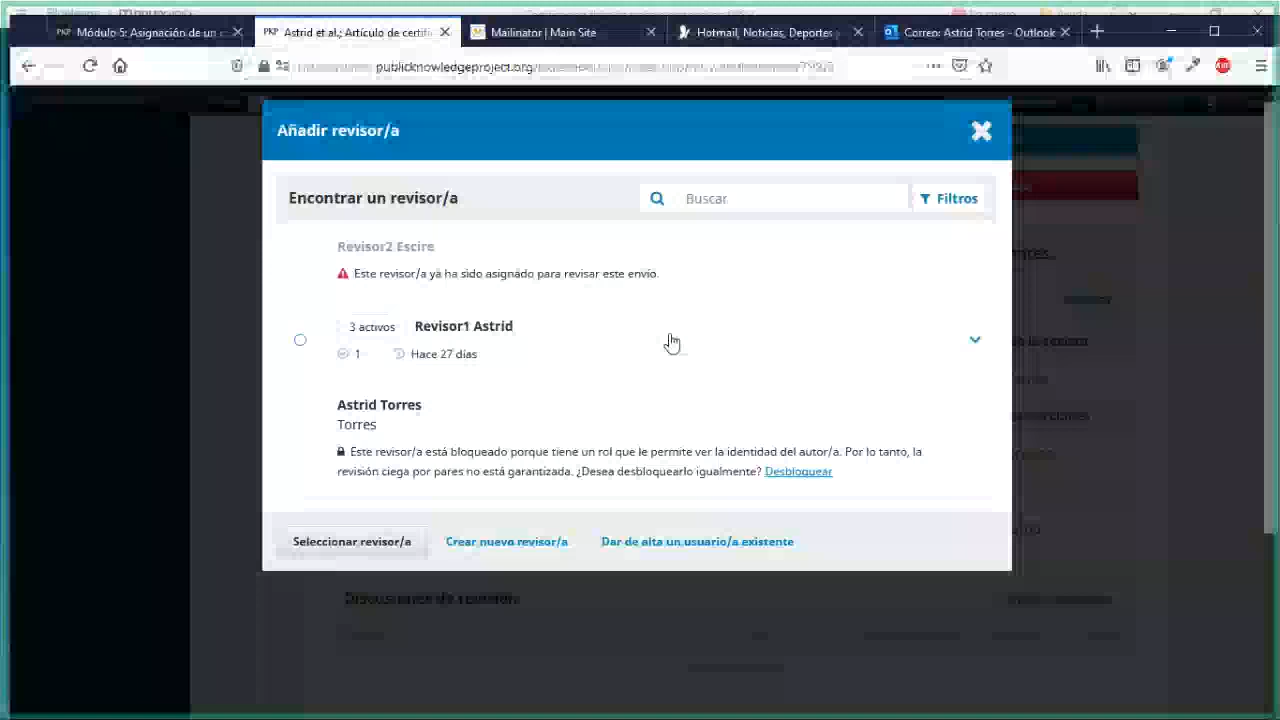 Módulo 5: Asignación de un c
Astrid et al.; Artículo de certifi
Mailinator | Main Site
Hotmail, Noticias, Deportes
Correo: Astrid Torres - Outlook
publicknowledgeproject.org
Añadir revisor/a
Encontrar un revisor/a
Buscar
Filtros
Revisor2 Escire
Este revisor/a ya ha sido asignado para revisar este envío.
3 activos Revisor1 Astrid
1 Hace 27 días
Astrid Torres
Torres
Este revisor/a está bloqueado porque tiene un rol que le permite ver la identidad del autor/a. Por lo tanto, la
revisión ciega por pares no está garantizada. ¿Desea desbloquearlo igualmente? Desbloquear
Seleccionar revisor/a Crear nuevo revisor/a Dar de alta un usuario/a existente
Discusiones de revisión